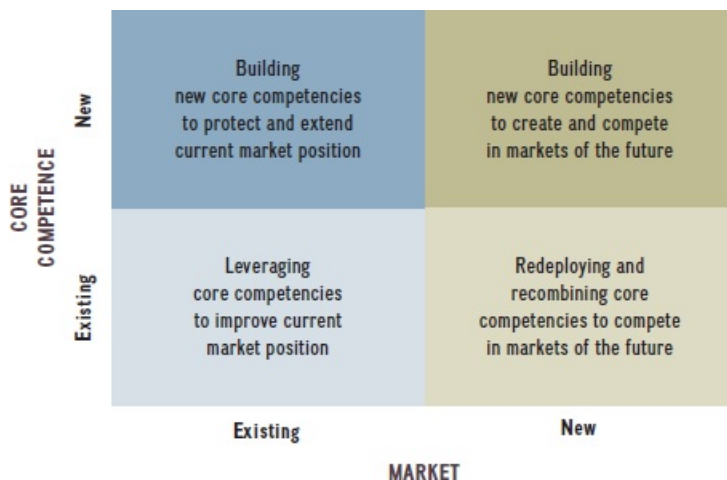 CORE
COMPETENCE
New
Building
new core competencies
to protect and extend
current market position
Building
new core competencies
to create and compete
in markets of the future
Existing
Leveraging
core competencies
to improve current
market position
Redeploying and
recombining core
competencies to compete
in markets of the future
Existing
New
MARKET